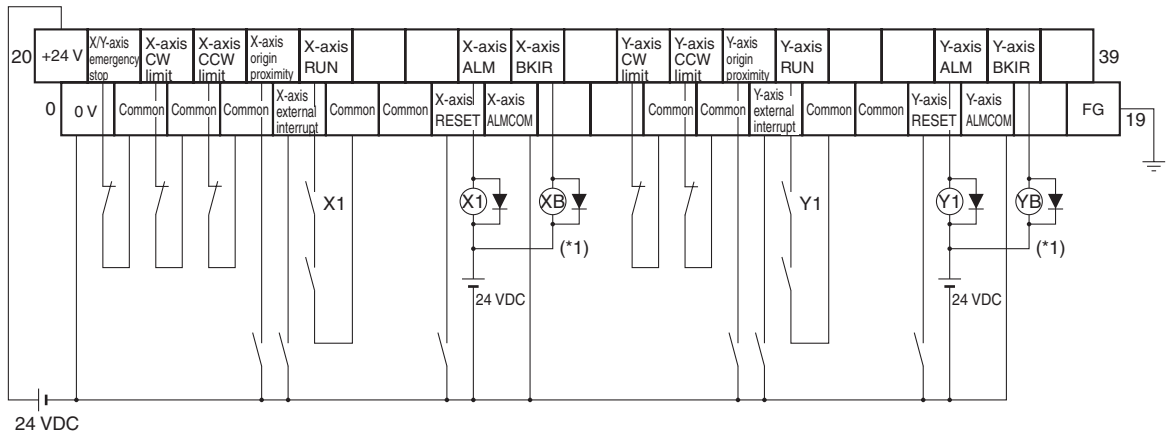 20
+24 V
X/Y-axis
emergency
stop
X-axis
CW
limit
X-axis
CCW
limit
X-axis
origin
proximity
X-axis
RUN
X-axis
ALM
X-axis
BKIR
Y-axis
CW
limit
Y-axis
CCW
limit
Y-axis
origin
proximity
Y-axis
RUN
Y-axis
ALM
Y-axis
BKIR
39
0
0 V
Common
Common
Common
X-axis
external
interrupt
Common
Common
X-axis
RESET
X-axis
ALMCOM
Common
Common
Y-axis
external
interrupt
Common
Common
Y-axis
RESET
Y-axis
ALMCOM
FG
19
X1
X1
XB
(*1)
Y1
Y1
YB
(*1)
24 VDC
24 VDC
24 VDC